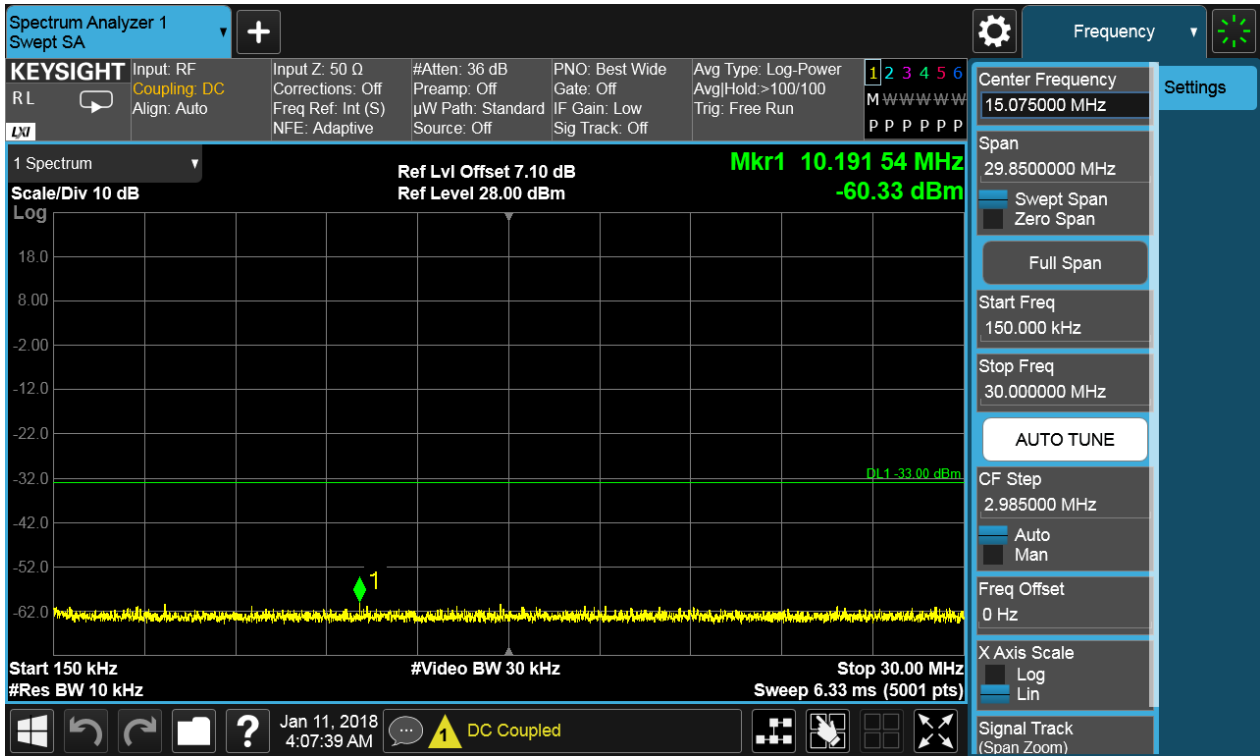 Spectrum Analyzer 1
Swept SA
+
Frequency
KEYSIGHT
R L
LXI
Input: RF
Coupling: DC
Align: Auto
Input Z: 50 Ω
Corrections: Off
Freq Ref: Int (S)
NFE: Adaptive
#Atten: 36 dB
Preamp: Off
µW Path: Standard
Source: Off
PNO: Best Wide
Gate: Off
IF Gain: Low
Sig Track: Off
Avg Type: Log-Power
Avg|Hold:>100/100
Trig: Free Run
1 2 3 4 5 6
M W W W W W
P P P P P P
1 Spectrum
Scale/Div 10 dB
Log
Ref Lvl Offset 7.10 dB
Ref Level 28.00 dBm
Mkr1 10.191 54 MHz
-60.33 dBm
18.0
8.00
-2.00
-12.0
-22.0
-32.0
-42.0
-52.0
-62.0
DL1 -33.00 dBm
1
Start 150 kHz
#Res BW 10 kHz
#Video BW 30 kHz
Stop 30.00 MHz
Sweep 6.33 ms (5001 pts)
Center Frequency
15.075000 MHz
Span
29.8500000 MHz
Swept Span
Zero Span
Full Span
Start Freq
150.000 kHz
Stop Freq
30.000000 MHz
AUTO TUNE
CF Step
2.985000 MHz
Auto
Man
Freq Offset
0 Hz
X Axis Scale
Log
Lin
Signal Track
(Span Zoom)
Settings
?
Jan 11, 2018
4:07:39 AM
1
DC Coupled